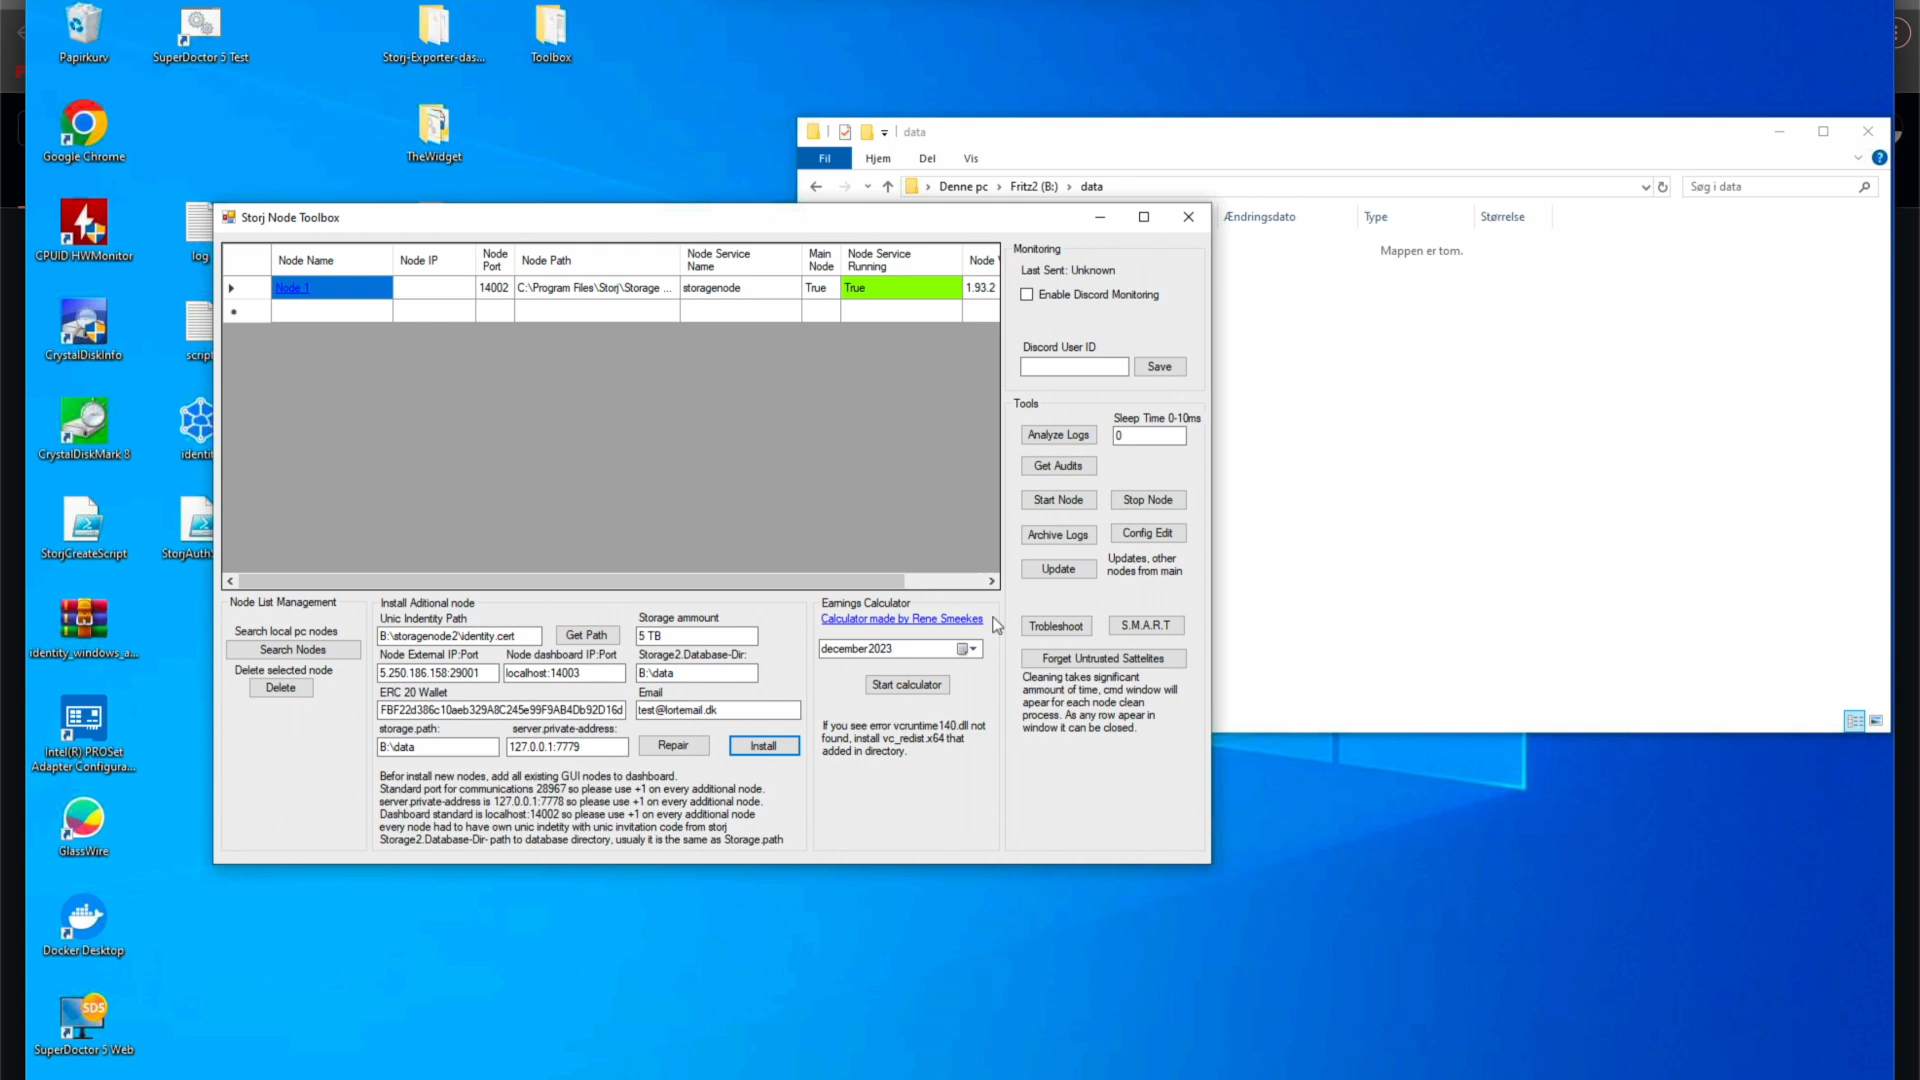 Papirkurv
SuperDoctor 5 Test
Storj-Exporter-das...
Toolbox
Google Chrome
TheWidget
CPUID HWMonitor
log
CrystalDiskInfo
script
CrystalDiskMark 8
StorjCreateScript
identity_windows_a...
Intel(R) PROSet
Adapter Configura...
GlassWire
Docker Desktop
SD5
SuperDoctor 5 Web
data
Fil
Hjem
Del
Vis
Denne pc
Fritz2 (B:)
data
Søg i data
Ændringsdato
Type
Størrelse
Mappen er tom.
Storj Node Toolbox
Node Name
Node IP
Node
Port
Node Path
Node Service
Name
Main
Node
Node Service
Running
Node
Node 1
14002
C:\Program Files\Storj\Storage ...
storagenode
True
True
1.93.2
Monitoring
Last Sent: Unknown
Enable Discord Monitoring
Discord User ID
Save
Tools
Sleep Time 0-10ms
Analyze Logs
0
Get Audits
Start Node
Stop Node
Archive Logs
Config Edit
Update
Updates, other
nodes from main
Trobleshoot
S.M.A.R.T
Forget Untrusted Sattelites
Cleaning takes significant
ammount of time, cmd window will
apear for each node clean
process. As any row apear in
window it can be closed.
Node List Management
Search local pc nodes
Search Nodes
Delete selected node
Delete
Install Aditional node
Unic Indentity Path
B:\storagenode2\identity.cert
Get Path
Storage ammount
5 TB
Node External IP:Port
5.250.186.158:29001
Node dashboard IP:Port
localhost:14003
Storage2.Database-Dir:
B:\data
ERC 20 Wallet
FBF22d386c10aeb329A8C245e99F9AB4Db92D16d
Email
test@lortemail.dk
storage.path:
B:\data
server.private-address:
127.0.0.1:7779
Repair
Install
Befor install new nodes, add all existing GUI nodes to dashboard.
Standard port for communications 28967 so please use +1 on every additional node.
server.private-address is 127.0.0.1:7778 so please use +1 on every additional node.
Dashboard standard is localhost:14002 so please use +1 on every additional node
every node had to have own unic indetity with unic invitation code from storj
Storage2.Database-Dir- path to database directory, usualy it is the same as Storage.path
Earnings Calculator
Calculator made by Rene Smeekes
december2023
Start calculator
If you see error vcruntime140.dll not
found, install vc_redist.x64 that
added in directory.